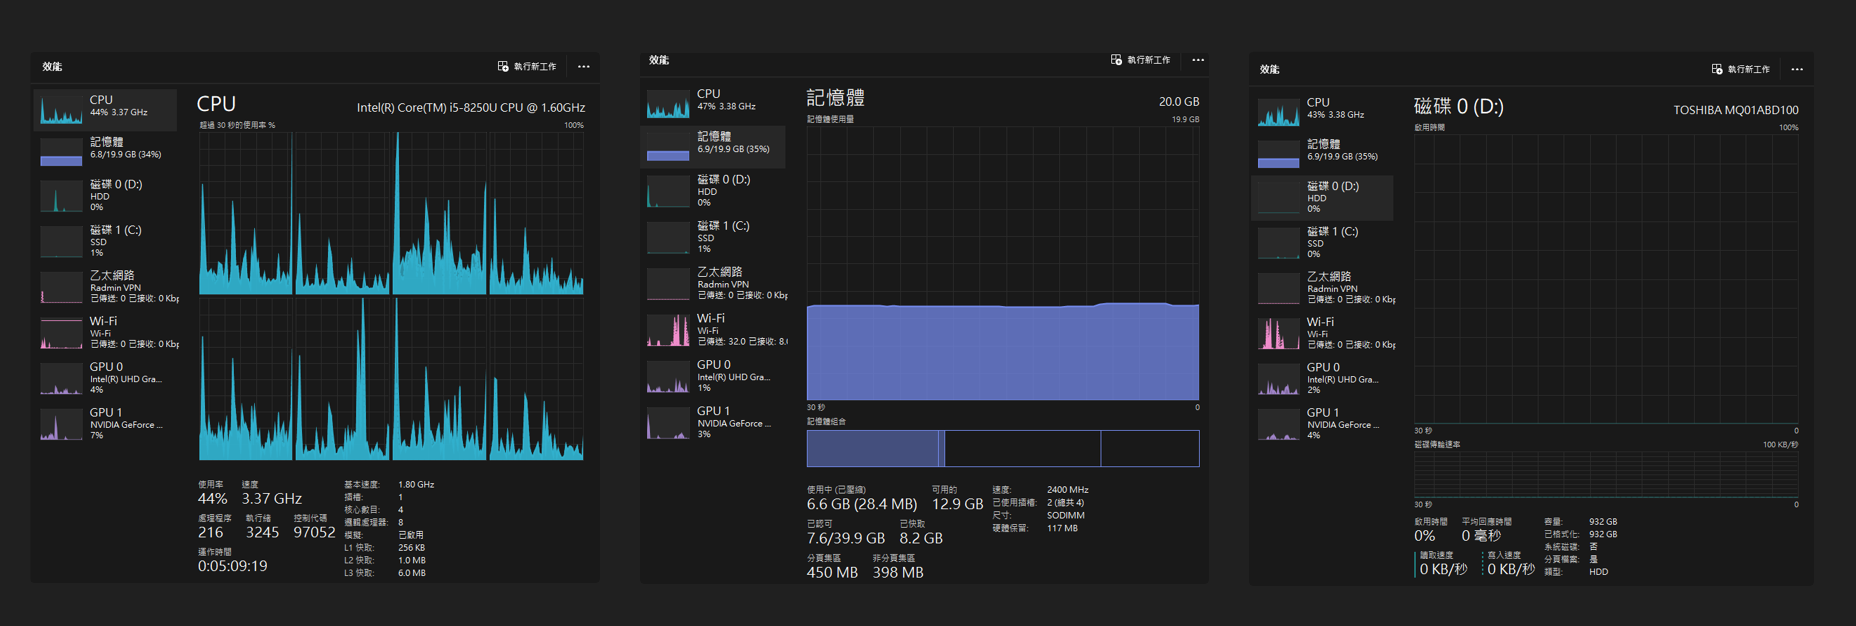 效能
執行新工作
CPU
44% 3.37 GHz
記憶體
6.8/19.9 GB (34%)
磁碟 0 (D:)
HDD
0%
磁碟 1 (C:)
SSD
1%
乙太網路
Radmin VPN
已傳送: 0 已接收: 0 Kbp
Wi-Fi
Wi-Fi
已傳送: 0 已接收: 0 Kbp
GPU 0
Intel(R) UHD Gra...
4%
GPU 1
NVIDIA GeForce ...
7%
CPU
Intel(R) Core(TM) i5-8250U CPU @ 1.60GHz
超過 30 秒的使用率 %
100%
使用率
速度
44%
3.37 GHz
處理程序
執行緒
控制代碼
216
3245
97052
運作時間
0:05:09:19
基本速度: 1.80 GHz
插槽: 1
核心數目: 4
邏輯處理器: 8
模擬: 已啟用
L1 快取: 256 KB
L2 快取: 1.0 MB
L3 快取: 6.0 MB
效能
執行新工作
CPU
47% 3.38 GHz
記憶體
6.9/19.9 GB (35%)
磁碟 0 (D:)
HDD
0%
磁碟 1 (C:)
SSD
1%
乙太網路
Radmin VPN
已傳送: 0 已接收: 0 Kbp
Wi-Fi
Wi-Fi
已傳送: 32.0 已接收: 8.0
GPU 0
Intel(R) UHD Gra...
1%
GPU 1
NVIDIA GeForce ...
3%
記憶體
20.0 GB
記憶體使用量
19.9 GB
30 秒
0
記憶體組合
使用中 (已壓縮)
可用的
6.6 GB (28.4 MB)
12.9 GB
已認可
已快取
7.6/39.9 GB
8.2 GB
分頁集區
非分頁集區
450 MB
398 MB
速度: 2400 MHz
已使用插槽: 2 (總共 4)
尺寸: SODIMM
硬體保留: 117 MB
效能
執行新工作
CPU
43% 3.38 GHz
記憶體
6.9/19.9 GB (35%)
磁碟 0 (D:)
HDD
0%
磁碟 1 (C:)
SSD
0%
乙太網路
Radmin VPN
已傳送: 0 已接收: 0 Kbp
Wi-Fi
Wi-Fi
已傳送: 0 已接收: 0 Kbp
GPU 0
Intel(R) UHD Gra...
2%
GPU 1
NVIDIA GeForce ...
4%
磁碟 0 (D:)
TOSHIBA MQ01ABD100
啟用時間
100%
30 秒
0
磁碟傳輸速率
100 KB/秒
30 秒
0
啟用時間
平均回應時間
0%
0 毫秒
讀取速度
寫入速度
0 KB/秒
0 KB/秒
容量: 932 GB
已格式化: 932 GB
系統磁碟: 否
分頁檔案: 是
類型: HDD